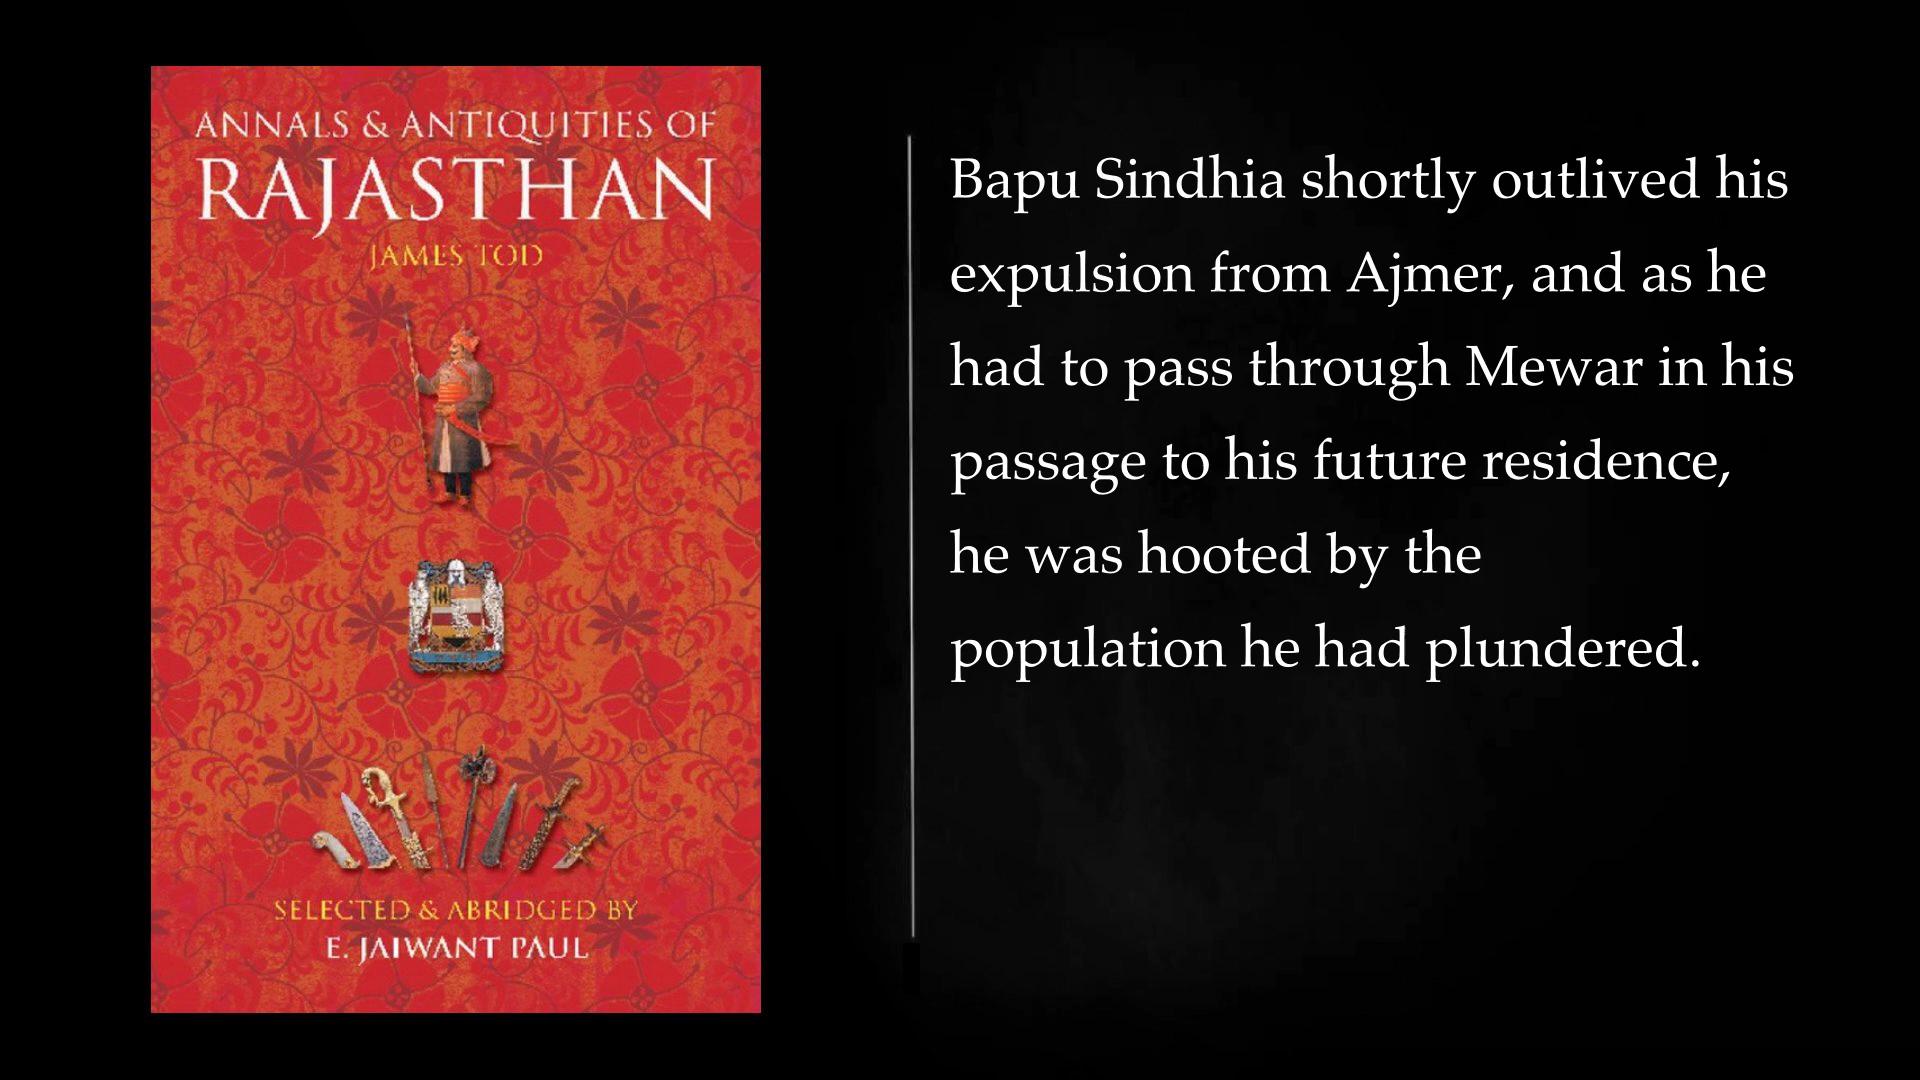 ANNALS & ANTIQUITIES OF
RAJASTHAN
JAMES TOD
SELECTED & ABRIDGED BY
E. JAIWANT PAUL
Bapu Sindhia shortly outlived his
expulsion from Ajmer, and as he
had to pass through Mewar in his
passage to his future residence,
he was hooted by the
population he had plundered.